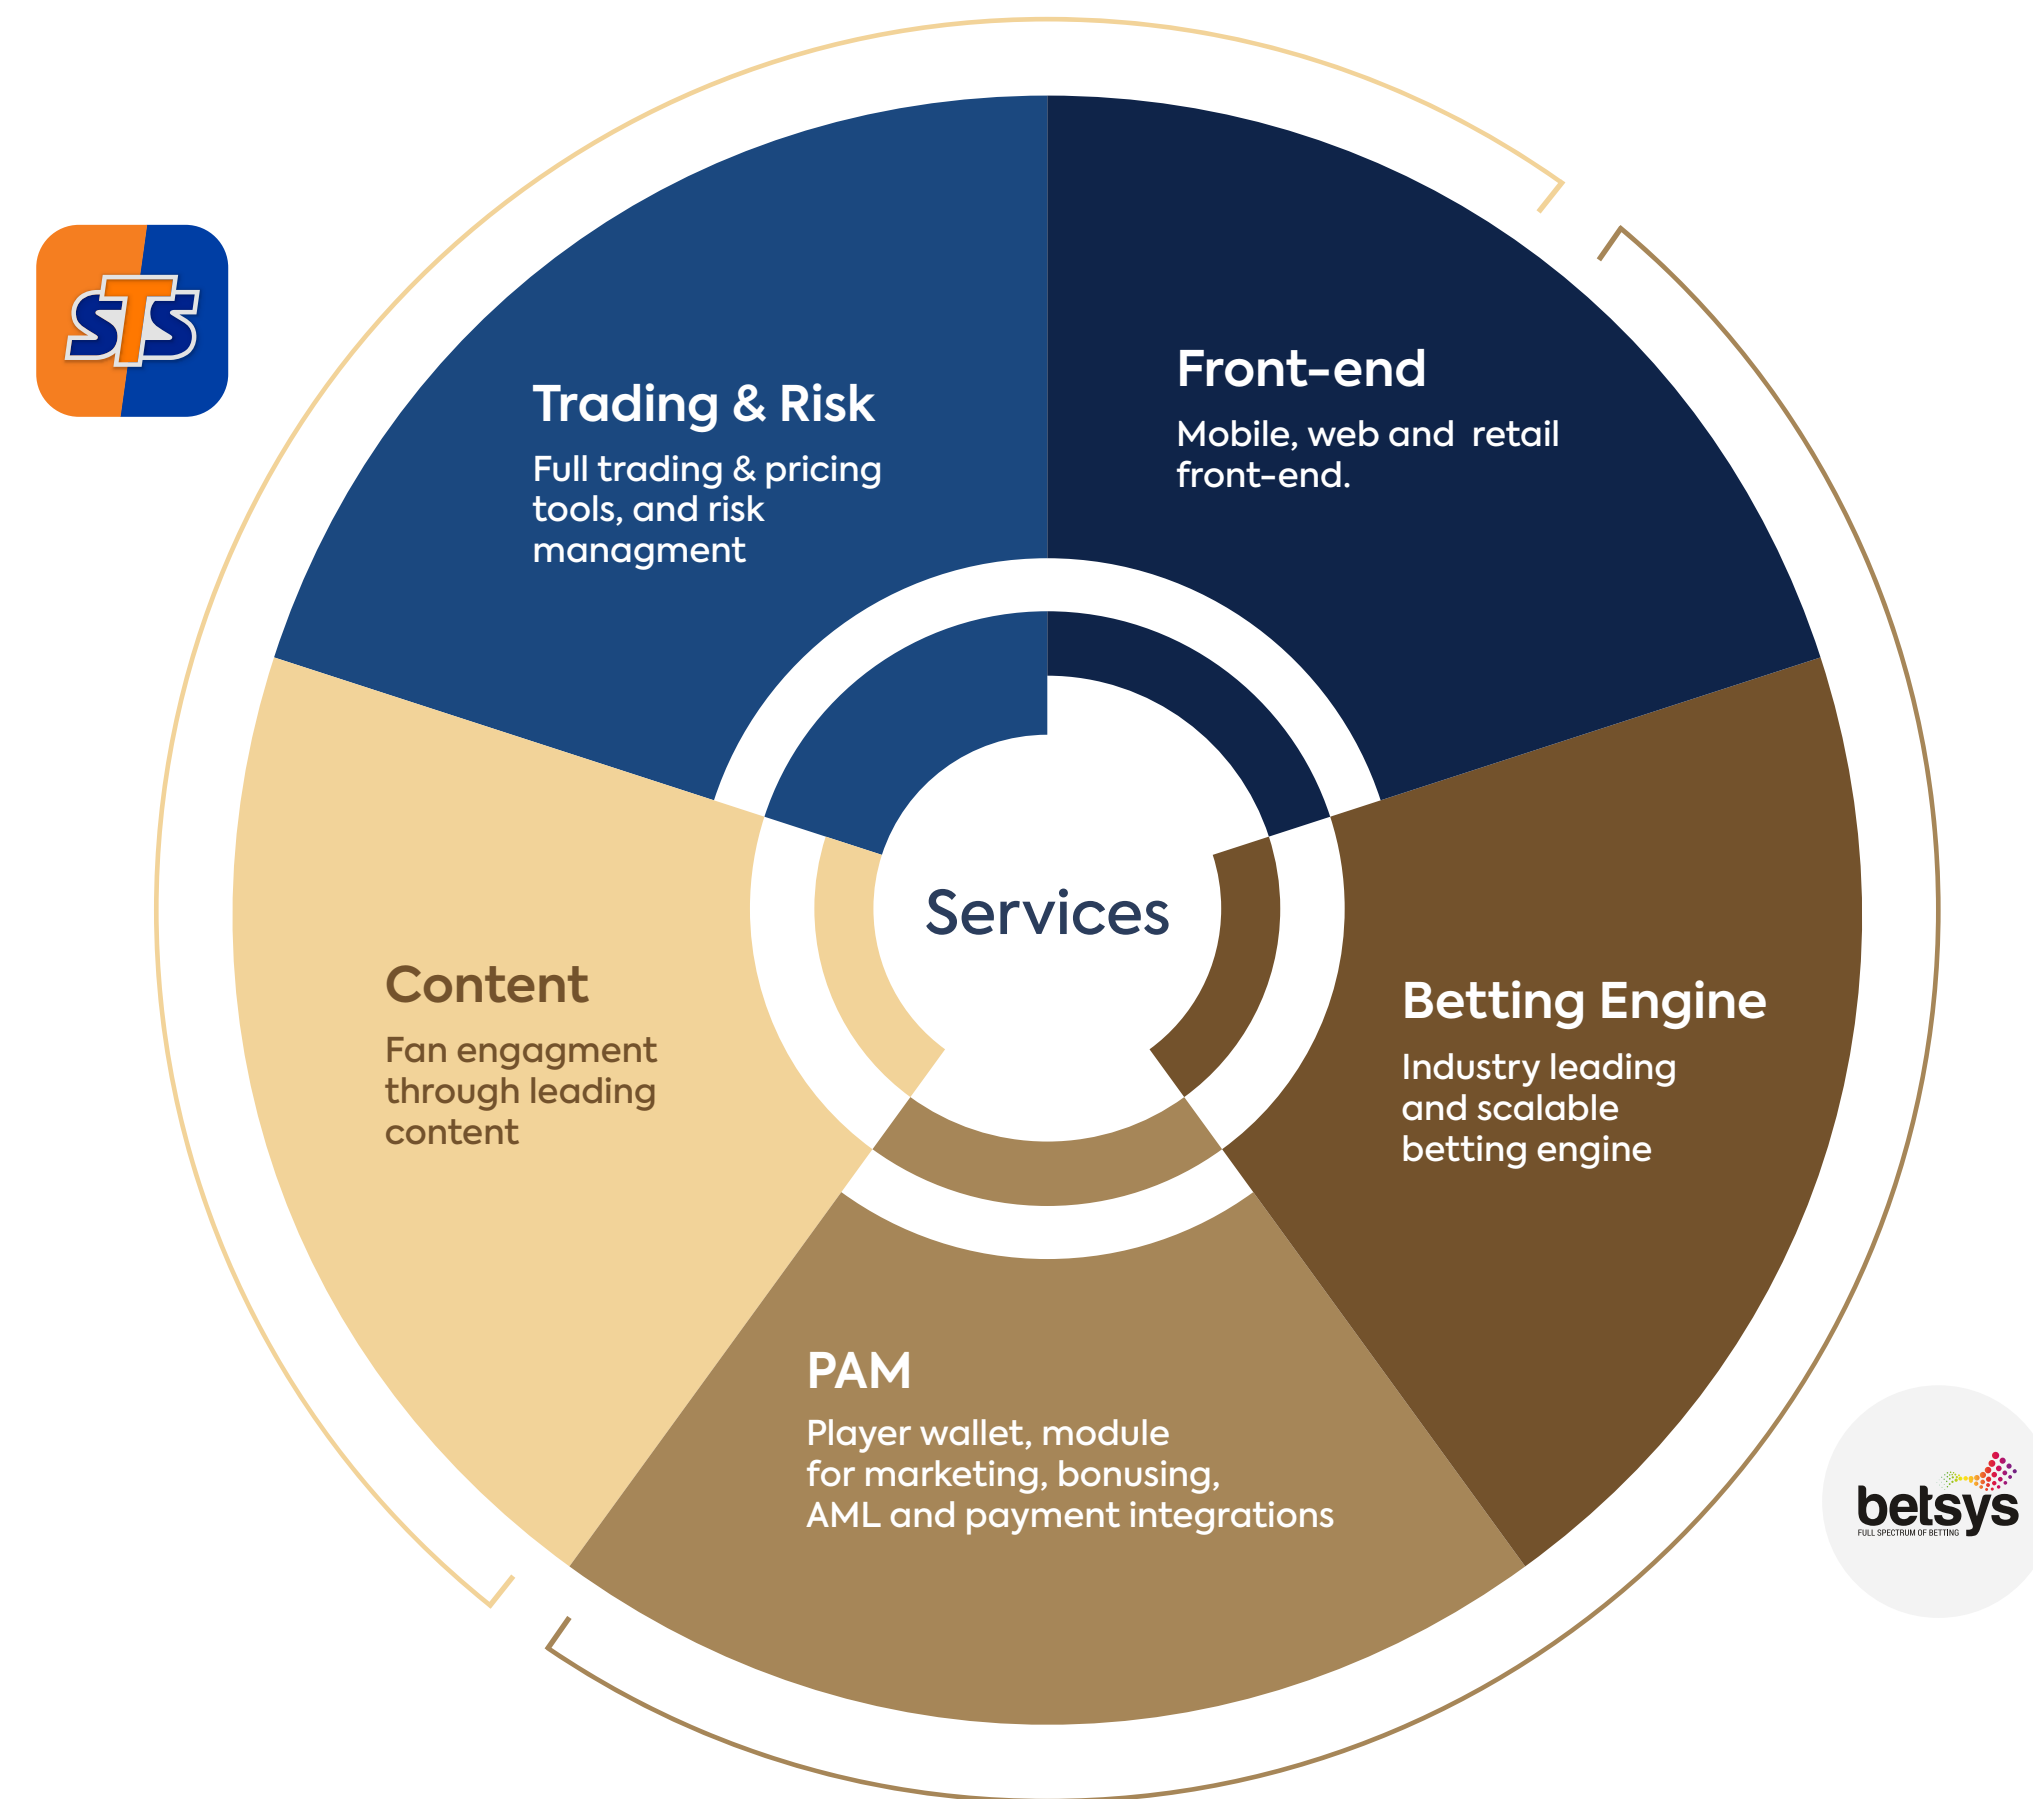 STS
Trading & Risk
Full trading & pricing
tools, and risk
managment
Front-end
Mobile, web and  retail
front-end.
Services
Content
Fan engagment
through leading
content
Betting Engine
Industry leading
and scalable
betting engine
PAM
Player wallet, module
for marketing, bonusing,
AML and payment integrations
betsys
FULL SPECTRUM OF BETTING